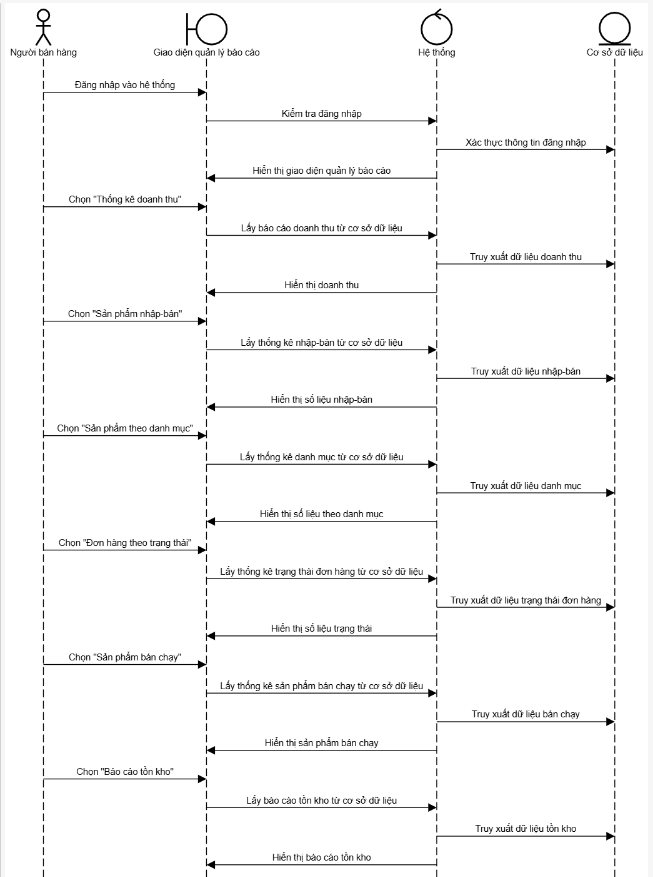 Người bán hàng
Giao diện quản lý báo cáo
Hệ thống
Cơ sở dữ liệu
Đăng nhập vào hệ thống
Kiểm tra đăng nhập
Xác thực thông tin đăng nhập
Hiển thị giao diện quản lý báo cáo
Chọn "Thống kê doanh thu"
Lấy báo cáo doanh thu từ cơ sở dữ liệu
Truy xuất dữ liệu doanh thu
Hiển thị doanh thu
Chọn "Sản phẩm nhập-bán"
Lấy thống kê nhập-bán từ cơ sở dữ liệu
Truy xuất dữ liệu nhập-bán
Hiển thị số liệu nhập-bán
Chọn "Sản phẩm theo danh mục"
Lấy thống kê danh mục từ cơ sở dữ liệu
Truy xuất dữ liệu danh mục
Hiển thị số liệu theo danh mục
Chọn "Đơn hàng theo trạng thái"
Lấy thống kê trạng thái đơn hàng từ cơ sở dữ liệu
Truy xuất dữ liệu trạng thái đơn hàng
Hiển thị số liệu trạng thái
Chọn "Sản phẩm bán chạy"
Lấy thống kê sản phẩm bán chạy từ cơ sở dữ liệu
Truy xuất dữ liệu bán chạy
Hiển thị sản phẩm bán chạy
Chọn "Báo cáo tồn kho"
Lấy báo cáo tồn kho từ cơ sở dữ liệu
Truy xuất dữ liệu tồn kho
Hiển thị báo cáo tồn kho